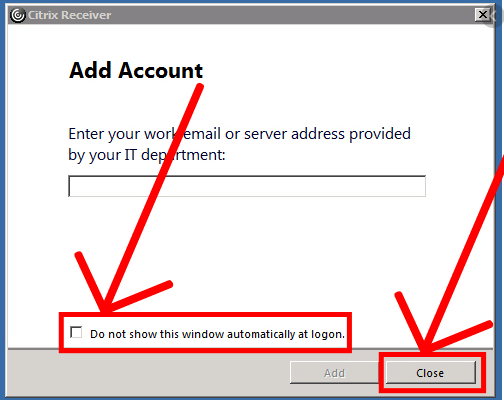 Citrix Receiver
Add Account
Enter your work email or server address provided
by your IT department:
Do not show this window automatically at logon.
Add
Close